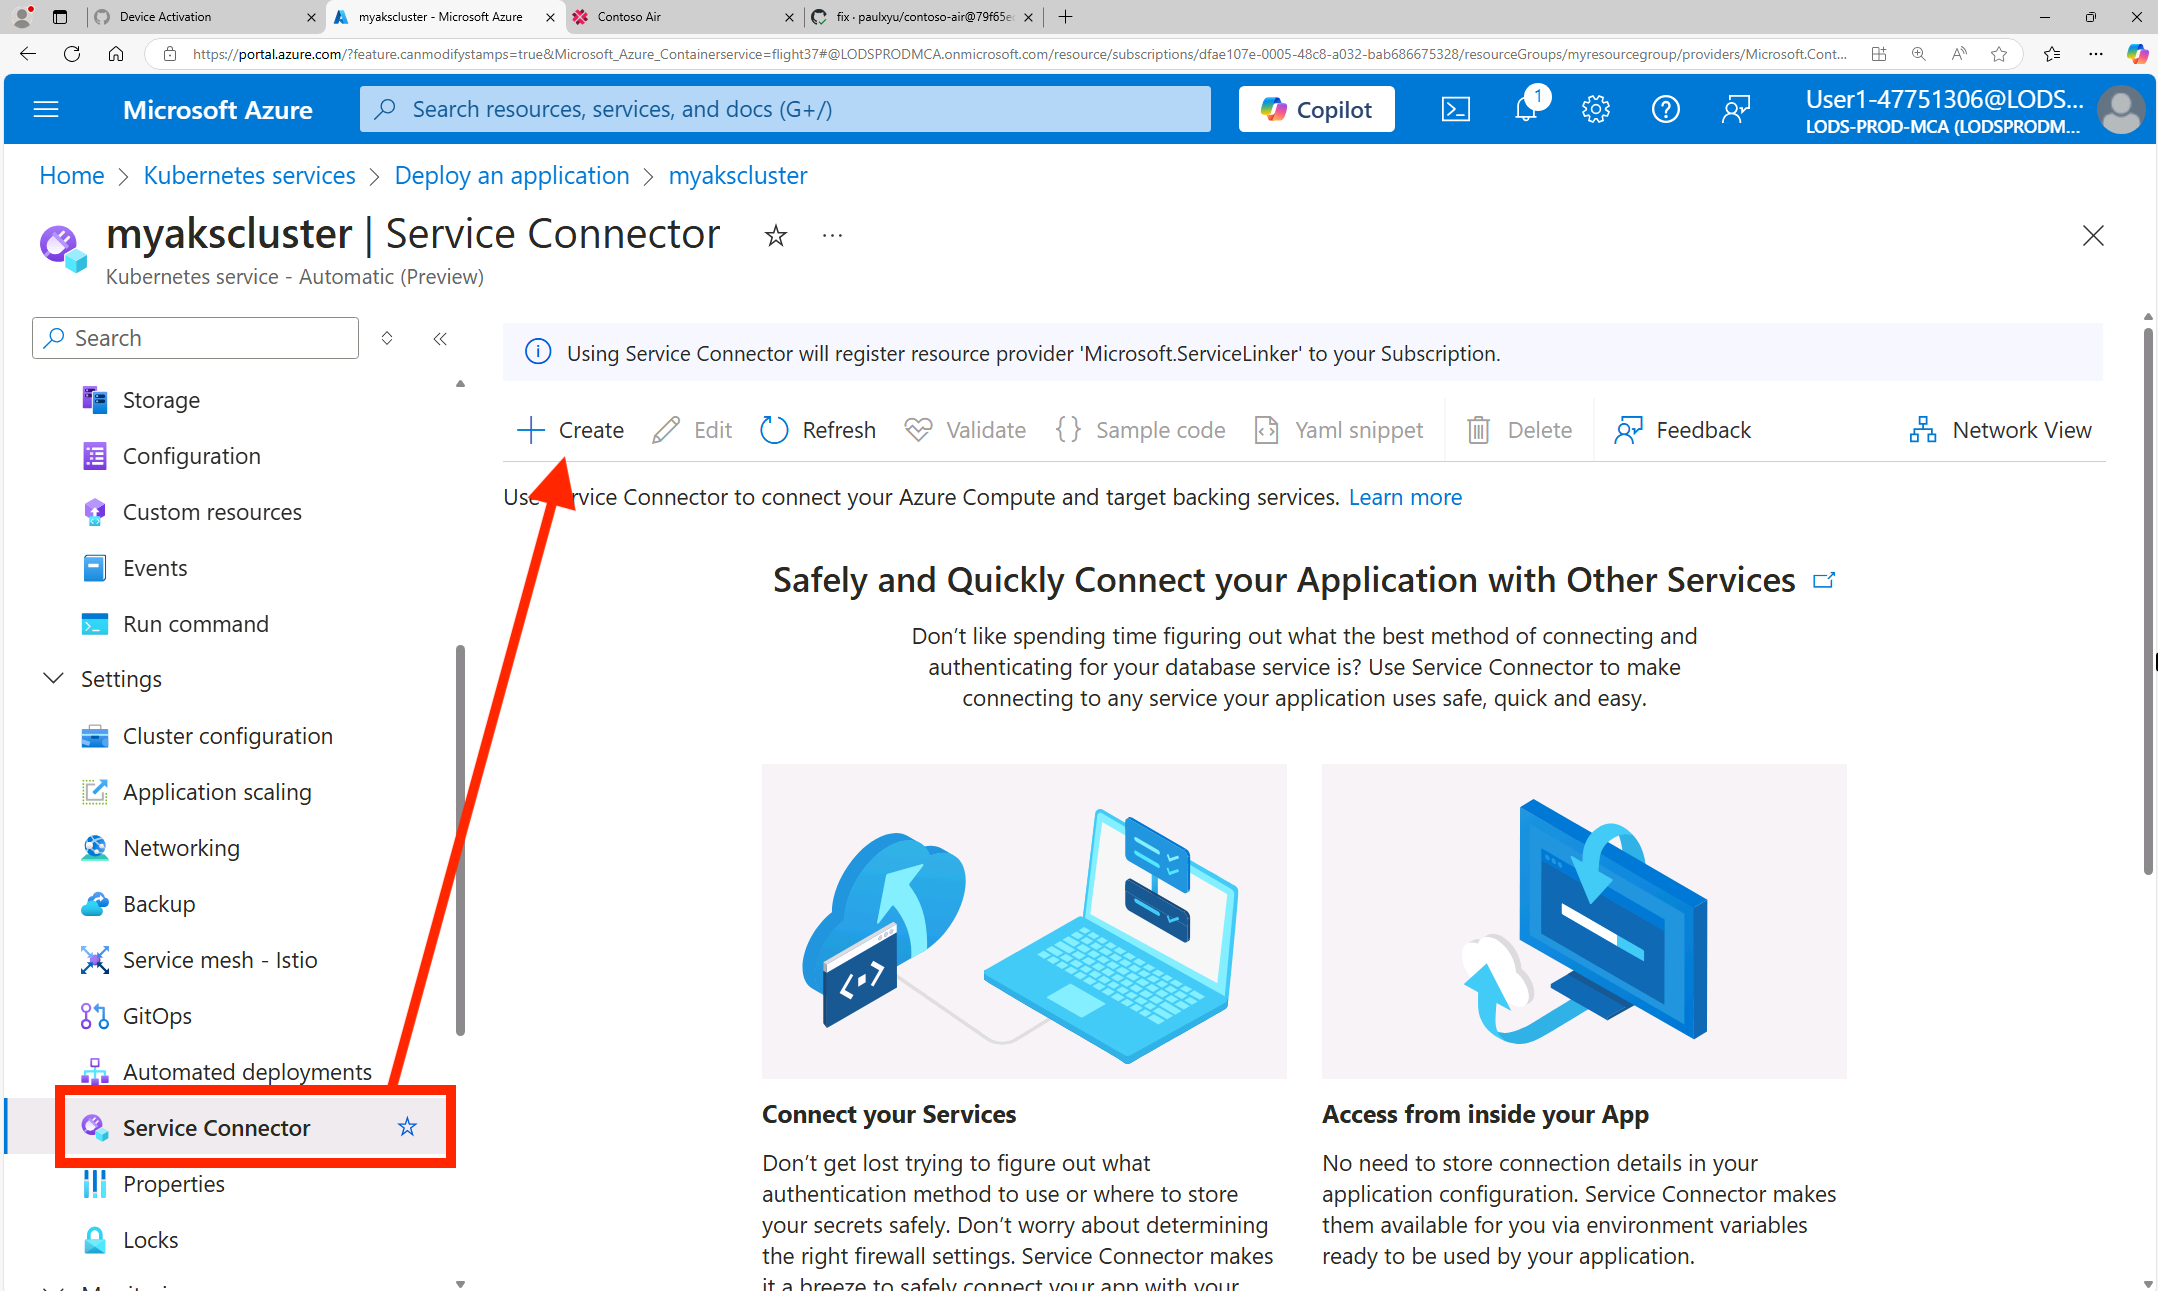 Device Activation
myakscluster - Microsoft Azure
Contoso Air
fix · paulxyu/contoso-air@79f65e
https://portal.azure.com/?feature.canmodifystamps=true&Microsoft_Azure_Containerservice=flight37#@LODSPRODMCA.onmicrosoft.com/resource/subscriptions/dfae107e-0005-48c8-a032-bab686675328/resourceGroups/myresourcegroup/providers/Microsoft.Cont...
Microsoft Azure
Search resources, services, and docs (G+/)
Copilot
1
User1-47751306@LODS...
LODS-PROD-MCA (LODSPRODM...
Home
Kubernetes services
Deploy an application
myakscluster
myakscluster | Service Connector
Kubernetes service - Automatic (Preview)
Search
Storage
Configuration
Custom resources
Events
Run command
Settings
Cluster configuration
Application scaling
Networking
Backup
Service mesh - Istio
GitOps
Automated deployments
Service Connector
Properties
Locks
Using Service Connector will register resource provider 'Microsoft.ServiceLinker' to your Subscription.
Create
Edit
Refresh
Validate
Sample code
Yaml snippet
Delete
Feedback
Network View
Service Connector to connect your Azure Compute and target backing services. Learn more
Safely and Quickly Connect your Application with Other Services
Don't like spending time figuring out what the best method of connecting and
authenticating for your database service is? Use Service Connector to make
connecting to any service your application uses safe, quick and easy.
Connect your Services
Don't get lost trying to figure out what
authentication method to use or where to store
your secrets safely. Don't worry about determining
the right firewall settings. Service Connector makes
it a breeze to safely connect your app with your
Access from inside your App
No need to store connection details in your
application configuration. Service Connector makes
them available for you via environment variables
ready to be used by your application.